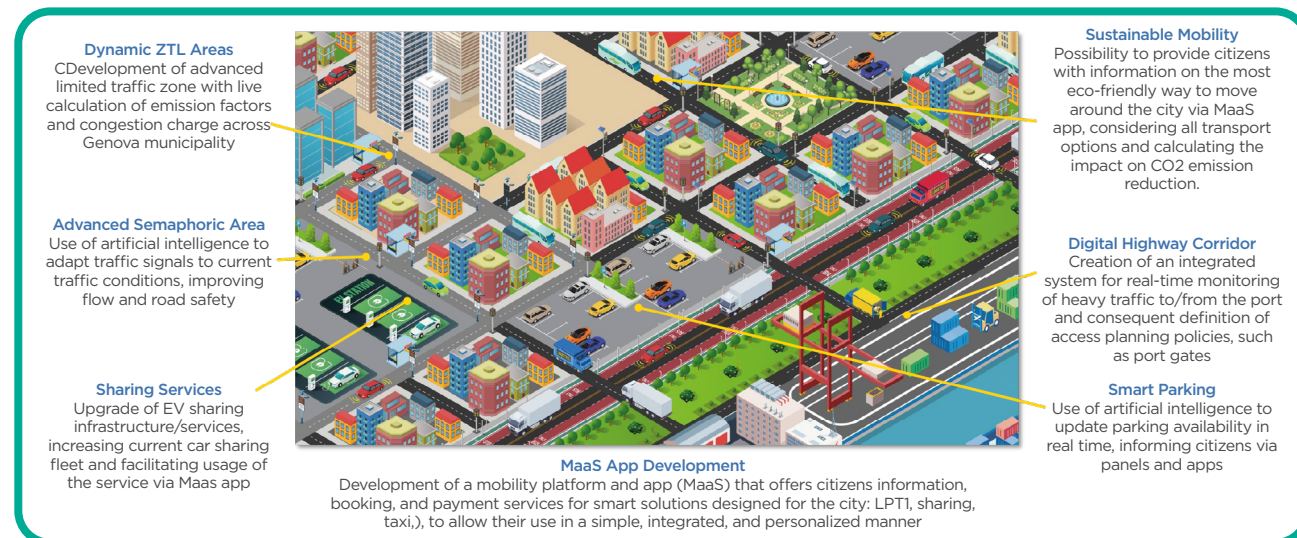 Dynamic ZTL Areas
CDevelopment of advanced
limited traffic zone with live
calculation of emission factors
and congestion charge across
Genova municipality
Advanced Semaphoric Area
Use of artificial intelligence to
adapt traffic signals to current
traffic conditions, improving
flow and road safety
Sharing Services
Upgrade of EV sharing
infrastructure/services,
increasing current car sharing
fleet and facilitating usage of
the service via Maas app
STATION
MaaS App Development
Development of a mobility platform and app (MaaS) that offers citizens information,
booking, and payment services for smart solutions designed for the city: LPT1, sharing,
taxi,), to allow their use in a simple, integrated, and personalized manner
Sustainable Mobility
Possibility to provide citizens
with information on the most
eco-friendly way to move
around the city via MaaS
app, considering all transport
options and calculating the
impact on CO2 emission
reduction.
Digital Highway Corridor
Creation of an integrated
system for real-time monitoring
of heavy traffic to/from the port
and consequent definition of
access planning policies, such
as port gates
Smart Parking
Use of artificial intelligence to
update parking availability in
real time, informing citizens via
panels and apps